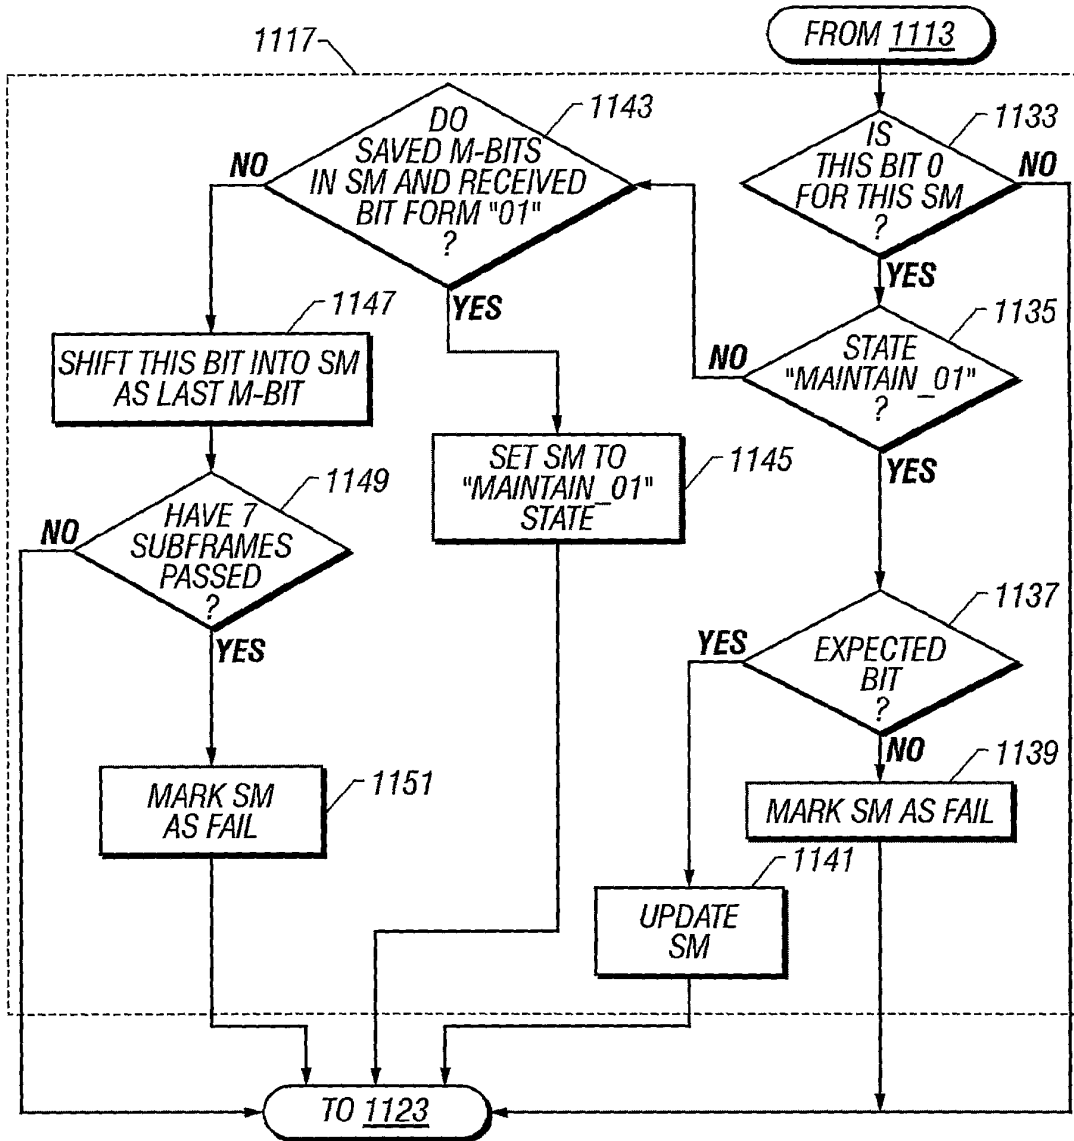 FROM 1113
1117
DO
SAVED M-BITS
IN SM AND RECEIVED
BIT FORM "01"
?
1143
NO
YES
IS
THIS BIT 0
FOR THIS SM
?
1133
NO
YES
1147
SHIFT THIS BIT INTO SM
AS LAST M-BIT
STATE
"MAINTAIN_01"
?
1135
NO
YES
SET SM TO
"MAINTAIN_01"
STATE
1145
1149
HAVE 7
SUBFRAMES
PASSED
?
NO
YES
EXPECTED
BIT
?
1137
YES
NO
MARK SM
AS FAIL
1151
MARK SM AS FAIL
1139
1141
UPDATE
SM
TO 1123